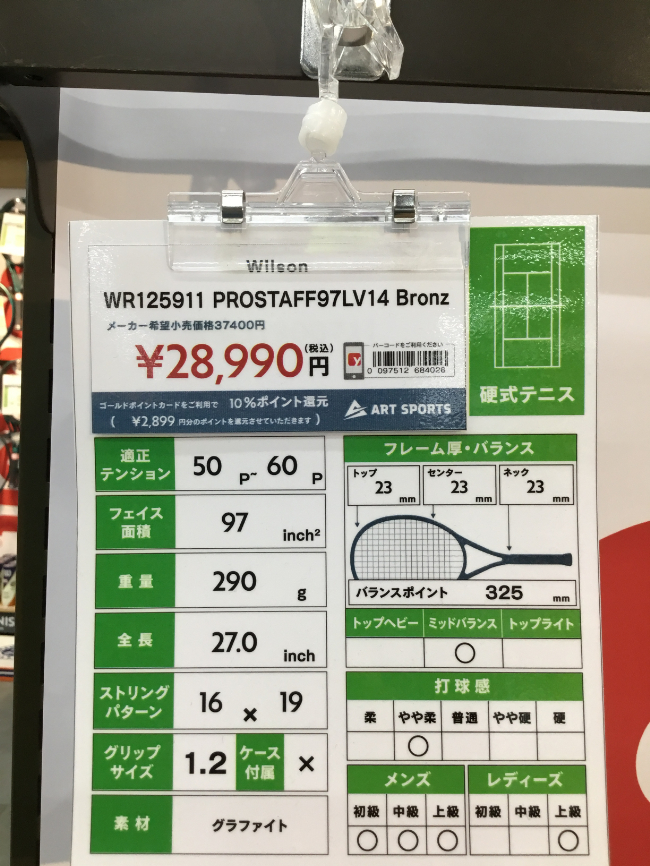 Wilson
WR125911 PROSTAFF97LV14 Bronz
メーカー希望小売価格37400円
¥28,990円(税込)
バーコードをご利用ください
0 097512 684026
ゴールドポイントカードをご利用で 10%ポイント還元
( ¥2,899 円分のポイントを還元させていただきます )
ART SPORTS
硬式テニス
適正テンション 50 P~ 60 P
フェイス面積 97 inch²
重量 290 g
全長 27.0 inch
ストリングパターン 16 × 19
グリップサイズ 1.2 ケース付属 ×
素材 グラファイト
フレーム厚・バランス
トップ 23 mm センター 23 mm ネック 23 mm
バランスポイント 325 mm
トップヘビー ミッドバランス トップライト
○
打球感
柔 やや柔 普通 やや硬 硬
○
メンズ レディーズ
初級 中級 上級 初級 中級 上級
○ ○ ○ ○